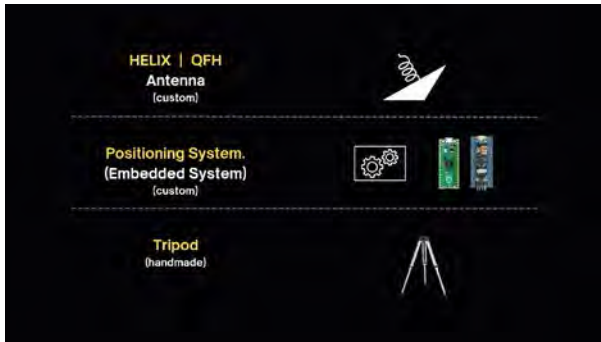 HELIX | QFH
Antenna
(custom)
Positioning System.
(Embedded System)
(custom)
Tripod
(handmade)